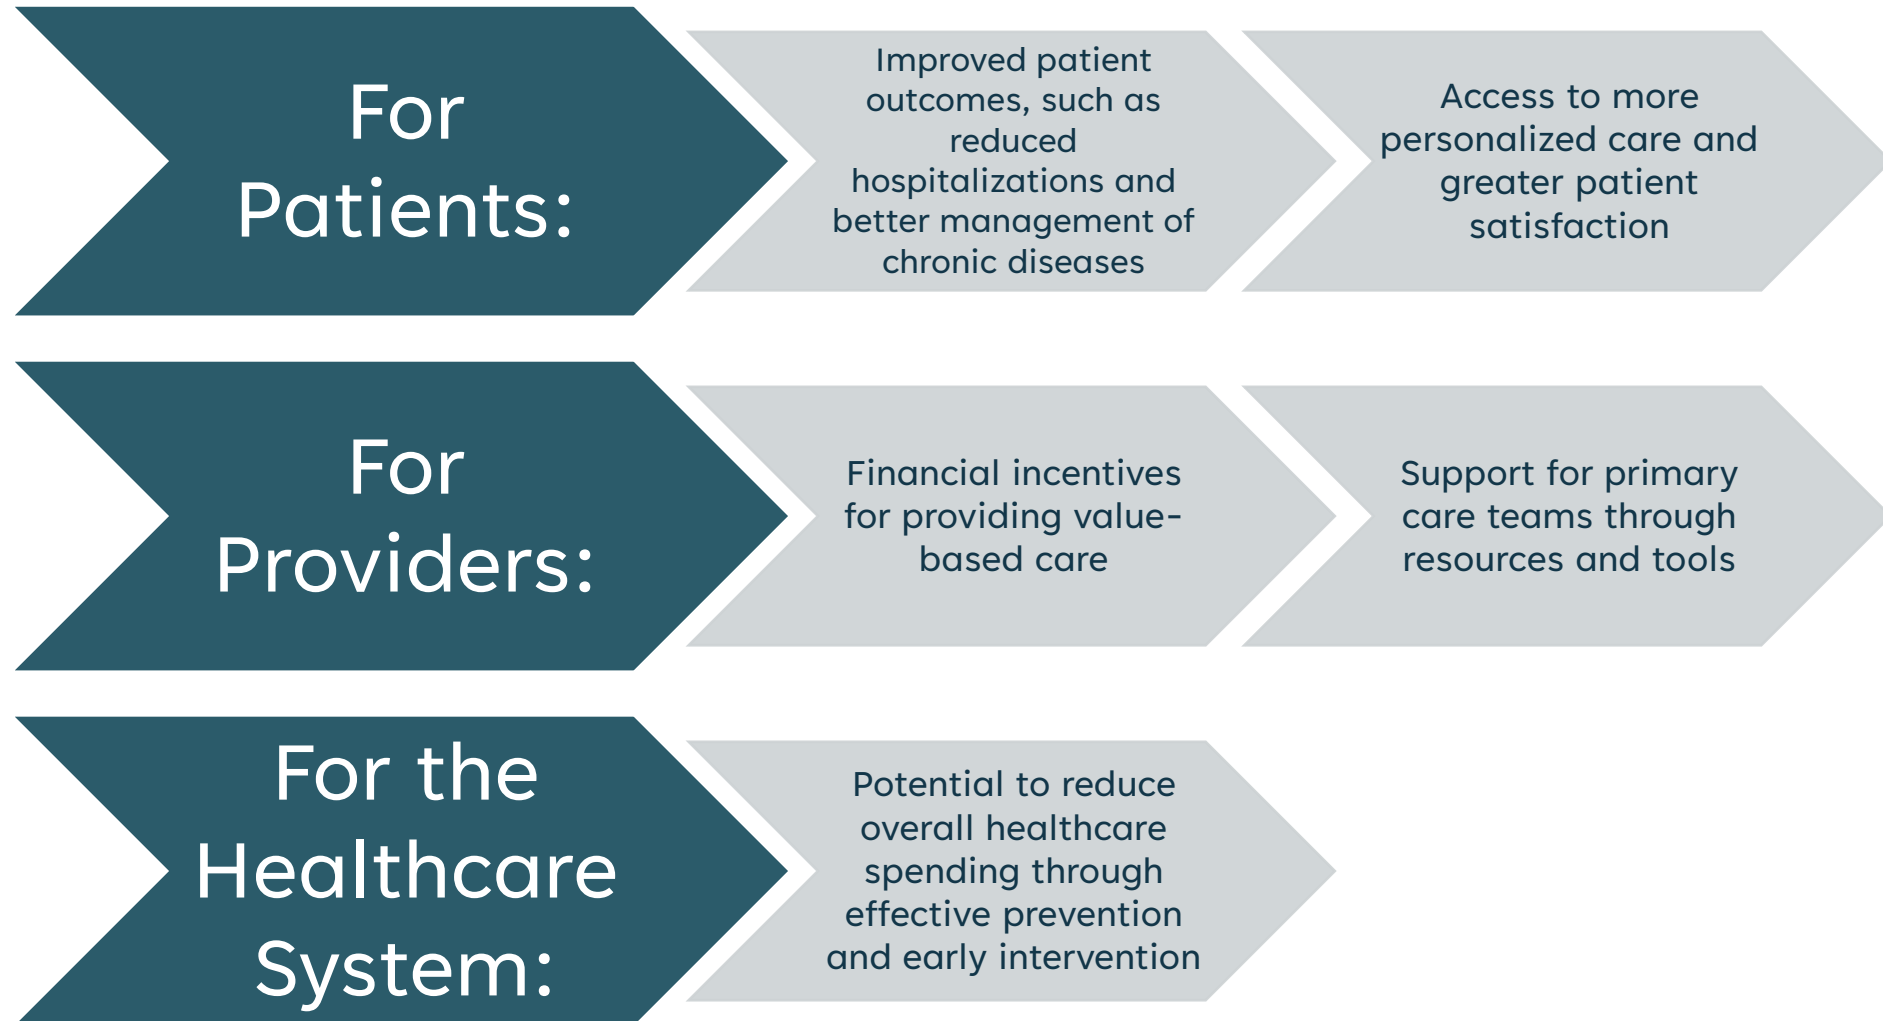 For
Patients:
Improved patient
outcomes, such as
reduced
hospitalizations and
better management of
chronic diseases
Access to more
personalized care and
greater patient
satisfaction
For
Providers:
Financial incentives
for providing value-
based care
Support for primary
care teams through
resources and tools
For the
Healthcare
System:
Potential to reduce
overall healthcare
spending through
effective prevention
and early intervention